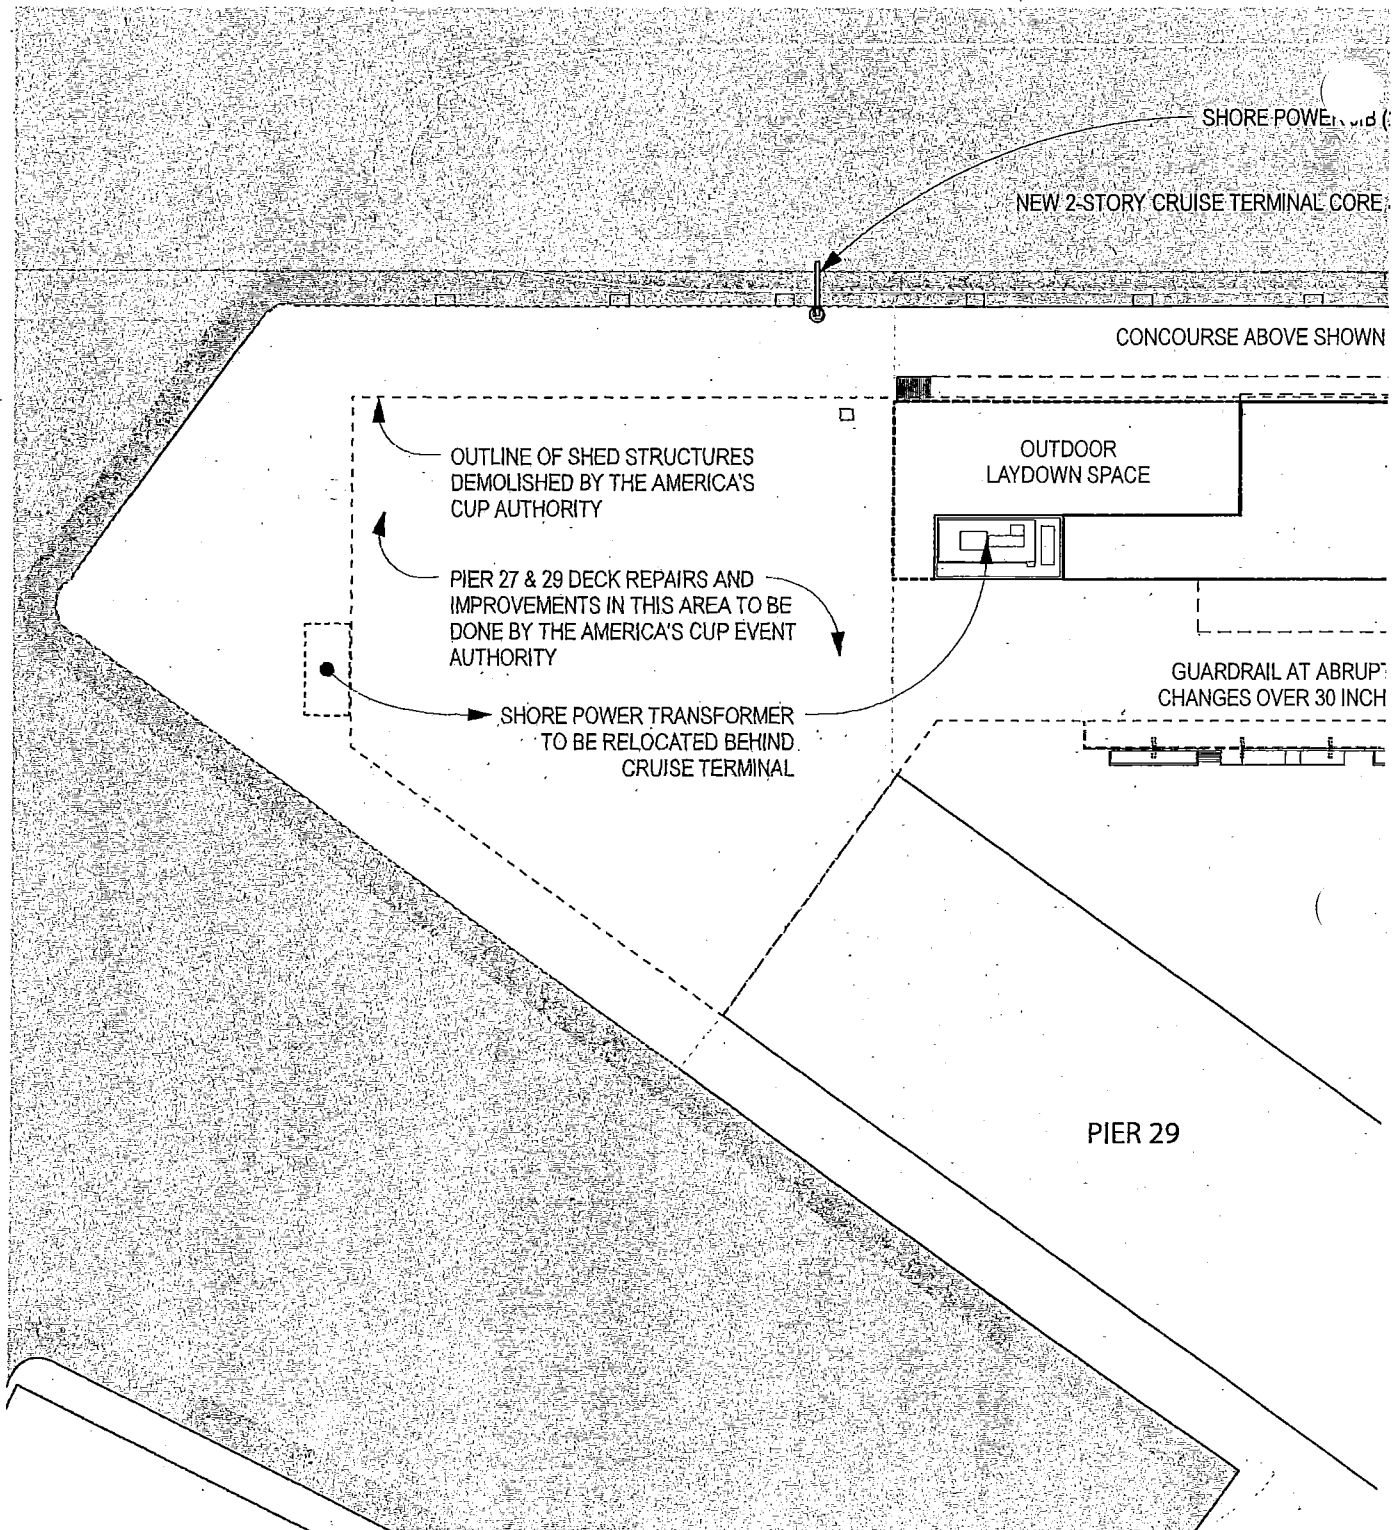 SHORE POWER
NEW 2-STORY CRUISE TERMINAL CORE
CONCOURSE ABOVE SHOWN
OUTLINE OF SHED STRUCTURES
DEMOLISHED BY THE AMERICA'S
CUP AUTHORITY
OUTDOOR
LAYDOWN SPACE
PIER 27 & 29 DECK REPAIRS AND
IMPROVEMENTS IN THIS AREA TO BE
DONE BY THE AMERICA'S CUP EVENT
AUTHORITY
GUARDRAIL AT ABRUPT
CHANGES OVER 30 INCH
SHORE POWER TRANSFORMER
TO BE RELOCATED BEHIND
CRUISE TERMINAL
PIER 29